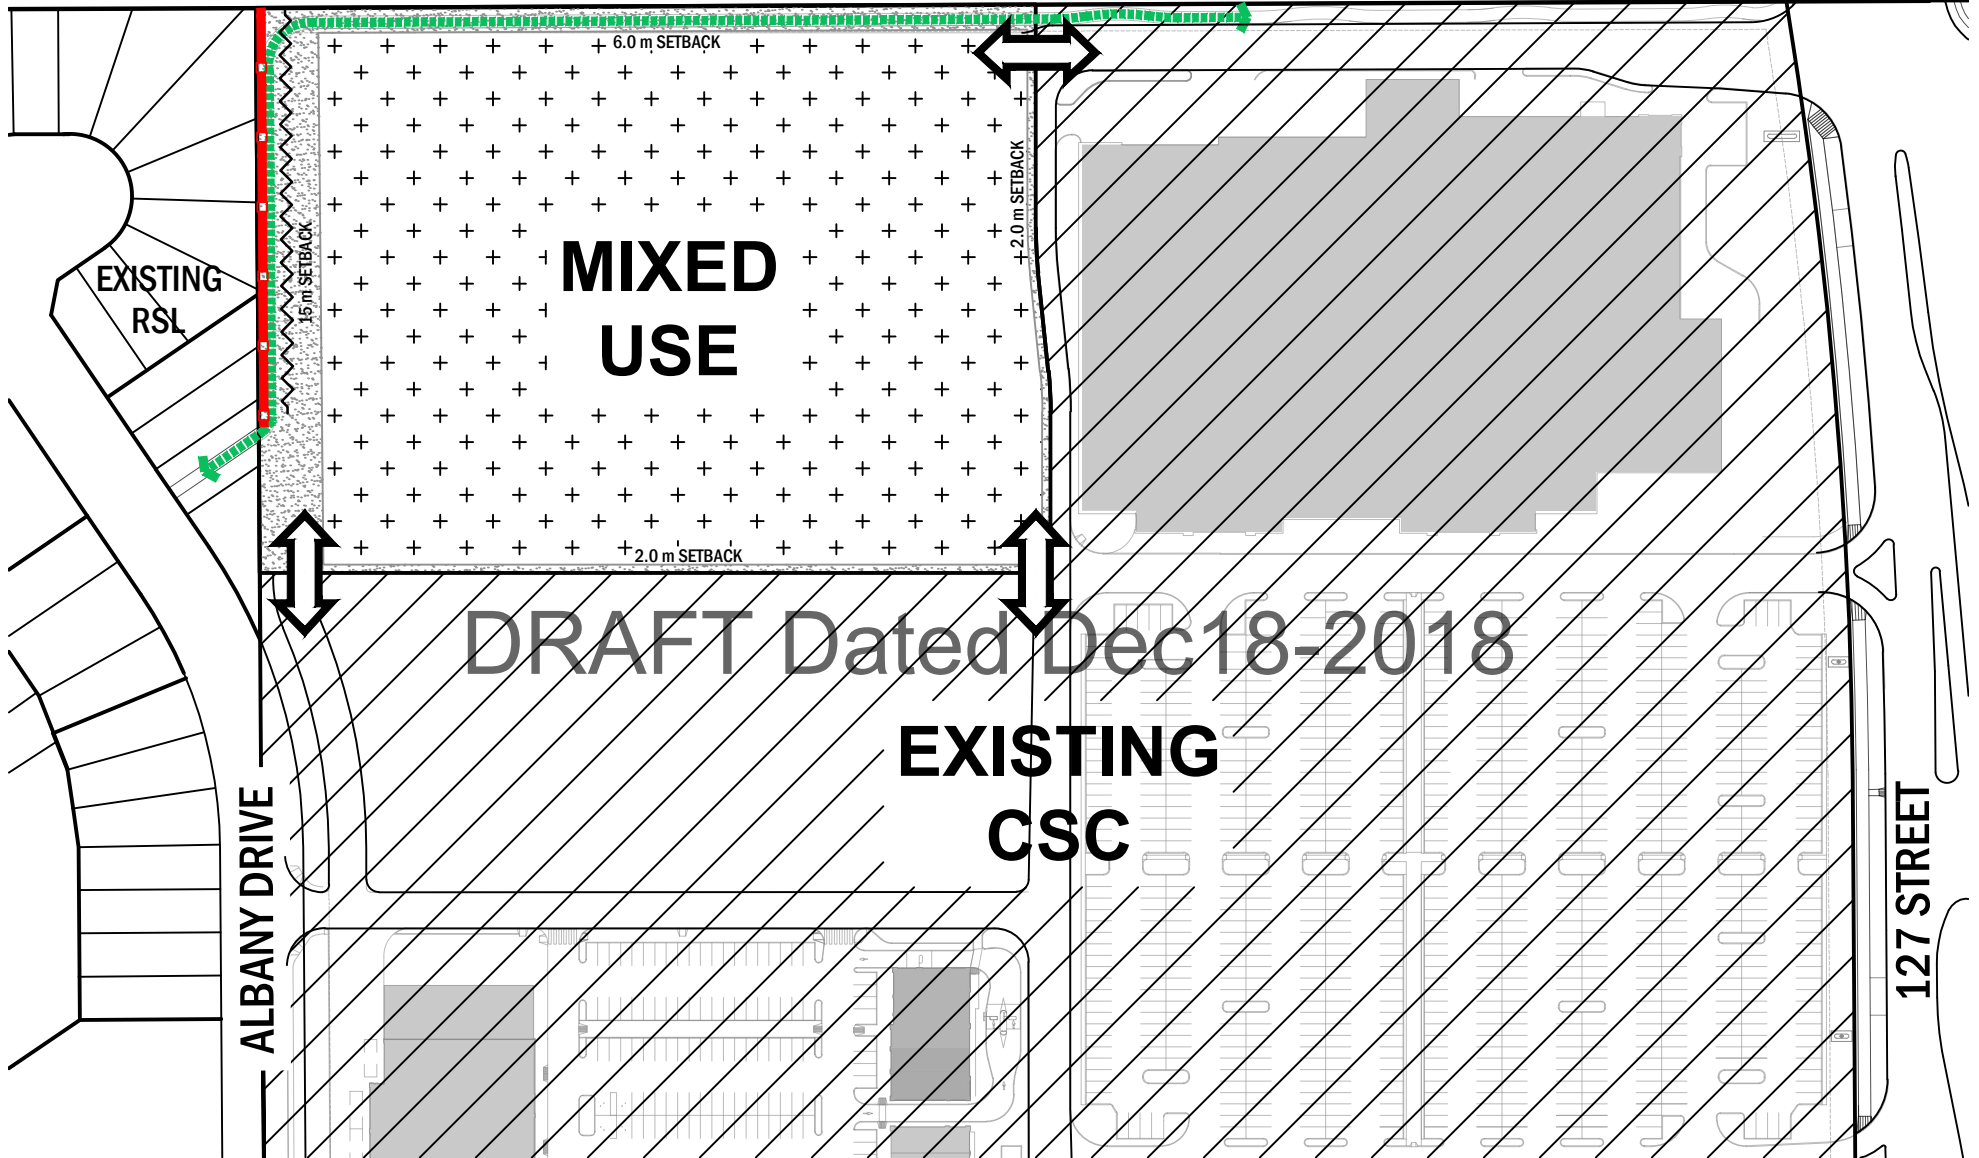 6.0 m SETBACK
2.0 m SETBACK
15 m SETBACK
MIXED
USE
EXISTING
RSL
2.0 m SETBACK
DRAFT Dated Dec18-2018
EXISTING
CSC
ALBANY DRIVE
127 STREET